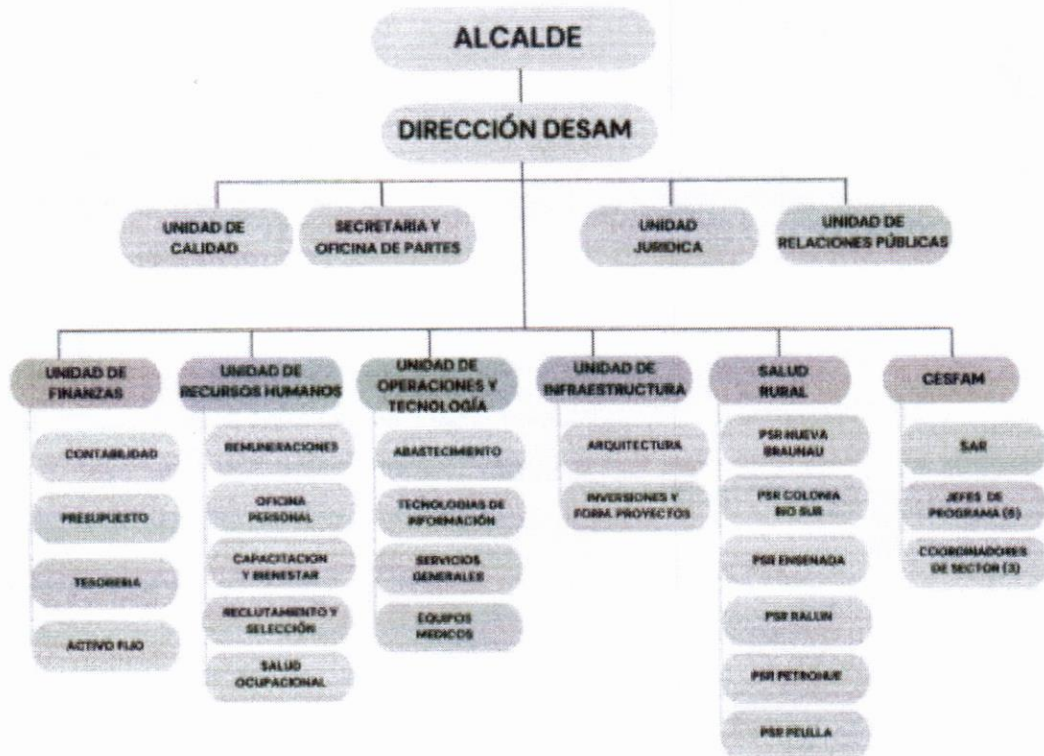 ALCALDE
DIRECCIÓN DESAM
UNIDAD DE
CALIDAD
SECRETARIA Y
OFICINA DE PARTES
UNIDAD
JURIDICA
UNIDAD DE
RELACIONES PÚBLICAS
UNIDAD DE
FINANZAS
CONTABILIDAD
PRESUPUESTO
TESORERIA
ACTIVO FIJO
UNIDAD DE
RECURSOS HUMANOS
REMUNERACIONES
OFICINA
PERSONAL
CAPACITACION
Y BIENESTAR
RECLUTAMIENTO Y
SELECCIÓN
SALUD
OCUPACIONAL
UNIDAD DE
OPERACIONES Y
TECNOLOGÍA
ABASTECIMIENTO
TECNOLOGIAS DE
INFORMACIÓN
SERVICIOS
GENERALES
EQUIPOS
MEDICOS
UNIDAD DE
INFRAESTRUCTURA
ARQUITECTURA
INVERSIONES Y
FORM. PROYECTOS
SALUD
RURAL
PSR NUEVA
BRAUNAU
PSR COLONIA
RIO SUR
PSR ENSENADA
PSR RALUN
PSR PETROHUE
PSR PEULLA
CESFAM
SAR
JEFES DE
PROGRAMA
COORDINADORES
DE SECTOR (3)